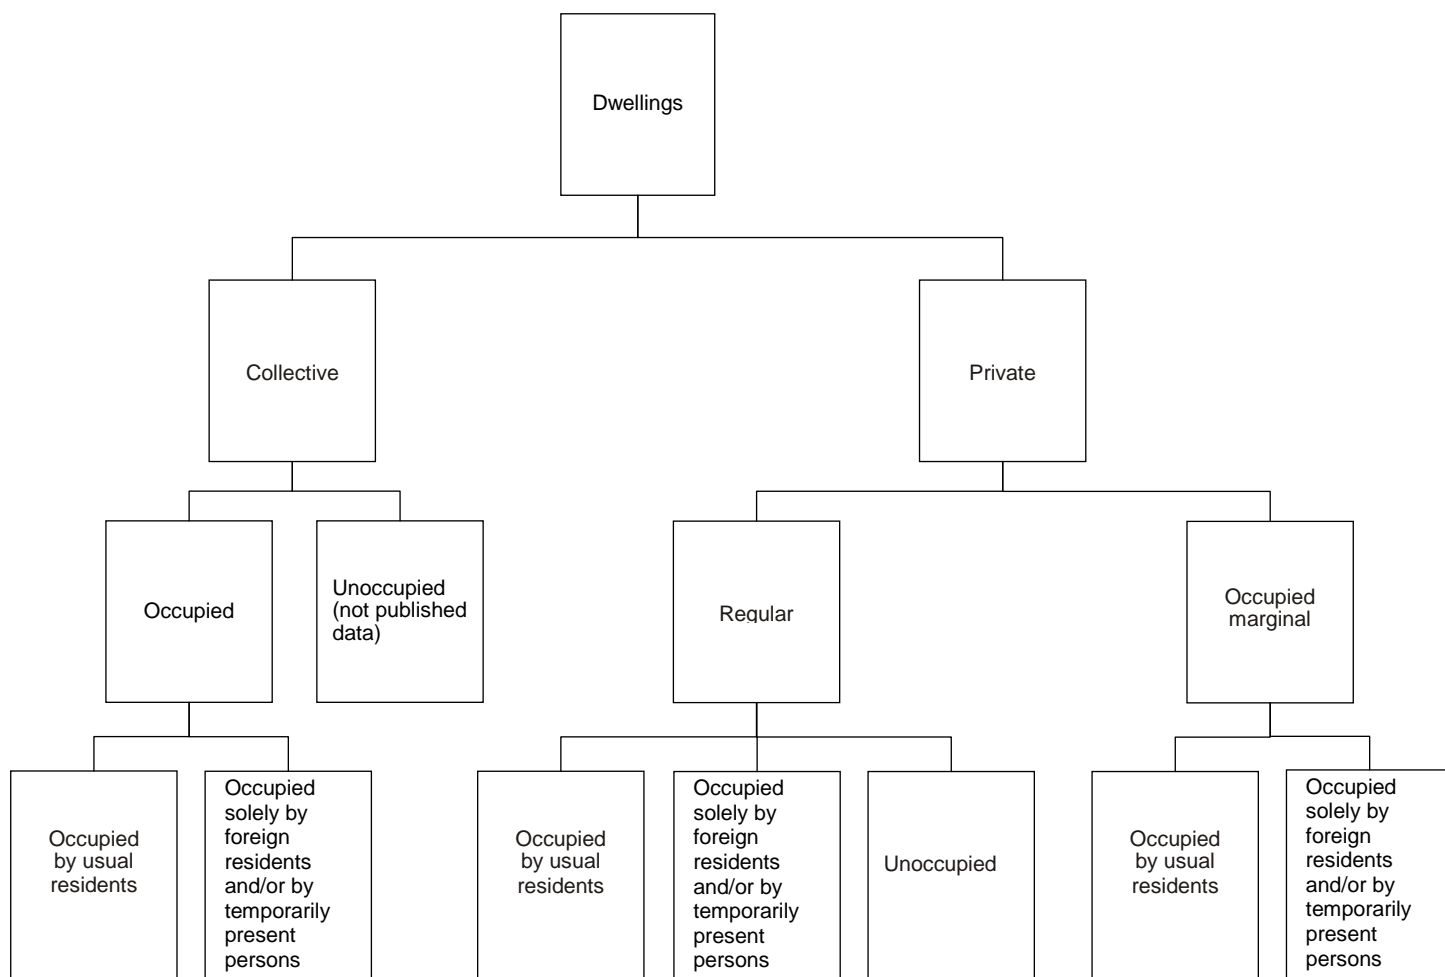 Dwellings
Collective
Private
Occupied
Unoccupied
(not published
data)
Regular
Occupied
marginal
Occupied
by usual
residents
Occupied
solely by
foreign
residents
and/or by
temporarily
present
persons
Occupied
by usual
residents
Occupied
solely by
foreign
residents
and/or by
temporarily
present
persons
Unoccupied
Occupied
by usual
residents
Occupied
solely by
foreign
residents
and/or by
temporarily
present
persons